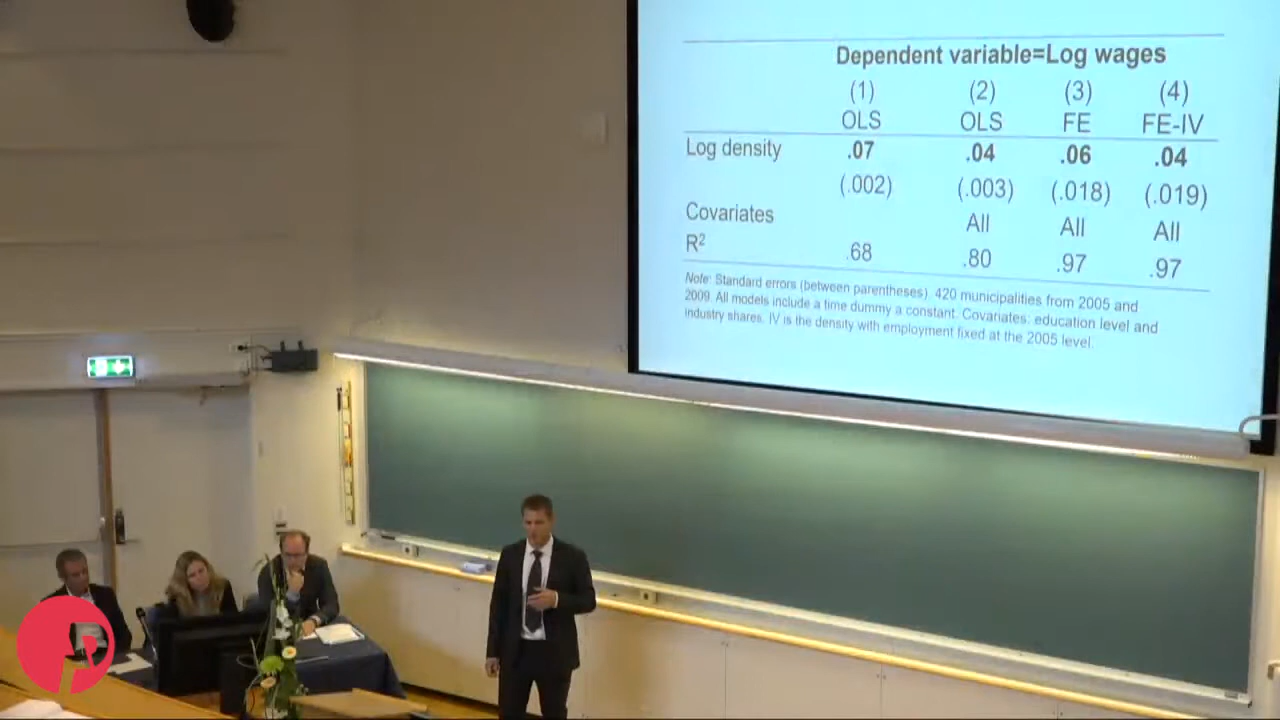 Dependent variable=Log wages
(1) (2) (3) (4)
OLS OLS FE FE-IV
Log density .07 .04 .06 .04
(.002) (.003) (.018) (.019)
Covariates All All All
R² .68 .80 .97 .97
Note: Standard errors (between parentheses). 420 municipalities from 2005 and
2009. All models include a time dummy a constant. Covariates: education level and
industry shares. IV is the density with employment fixed at the 2005 level.